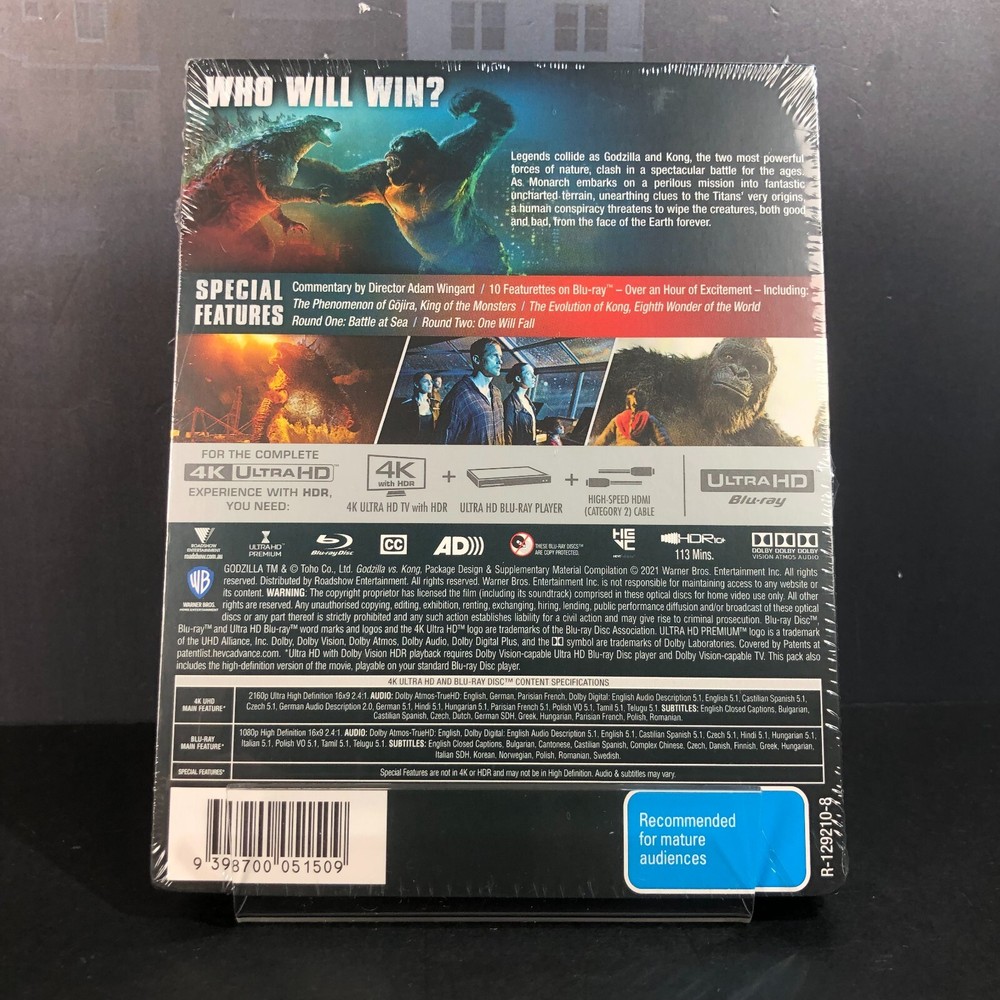 WHO WILL WIN?
Legends collide as Godzilla and Kong, the two most powerful
forces of nature, clash in a spectacular battle for the ages.
As Monarch embarks on a perilous mission into fantastic
uncharted terrain, unearthing clues to the Titans' very origins,
a human conspiracy threatens to wipe the creatures, both good
and bad, from the face of the Earth forever.
SPECIAL
FEATURES
Commentary by Director Adam Wingard / 10 Featurettes on Blu-ray™ – Over an Hour of Excitement – Including:
The Phenomenon of Gōjira, King of the Monsters / The Evolution of Kong, Eighth Wonder of the World
Round One: Battle at Sea / Round Two: One Will Fall
FOR THE COMPLETE
4K ULTRA HD™
EXPERIENCE WITH HDR,
YOU NEED:
4K
with HDR
4K ULTRA HD TV with HDR
+
ULTRA HD BLU-RAY PLAYER
+
HIGH-SPEED HDMI
(CATEGORY 2) CABLE
ULTRA HD
Blu-ray
ROADSHOW
ENTERTAINMENT
roadshow.com.au
ULTRA HD
PREMIUM
Blu-ray Disc
CC
AD)))
THESE BLU-RAY DISCS™
ARE COPY PROTECTED.
HEVC
HDR10+
113 Mins.
DOLBY DOLBY DOLBY
VISION ATMOS AUDIO
WB
WARNER BROS.
HOME ENTERTAINMENT
GODZILLA TM & © Toho Co., Ltd. Godzilla vs. Kong, Package Design & Supplementary Material Compilation © 2021 Warner Bros. Entertainment Inc. All rights
reserved. Distributed by Roadshow Entertainment. All rights reserved. Warner Bros. Entertainment Inc. is not responsible for maintaining access to any website or
its content. WARNING: The copyright proprietor has licensed the film (including its soundtrack) comprised in these optical discs for home video use only. All other
rights are reserved. Any unauthorised copying, editing, exhibition, renting, exchanging, hiring, lending, public performance diffusion and/or broadcast of these optical
discs or any part thereof is strictly prohibited and any such action establishes liability for a civil action and may give rise to criminal prosecution. Blu-ray Disc™,
Blu-ray™ and Ultra HD Blu-ray™ word marks and logos and the 4K Ultra HD™ logo are trademarks of the Blu-ray Disc Association. ULTRA HD PREMIUM™ logo is a trademark
of the UHD Alliance, Inc. Dolby, Dolby Vision, Dolby Atmos, Dolby Audio, Dolby Digital Plus, and the DD symbol are trademarks of Dolby Laboratories. Covered by Patents at
patentlist.hevcadvance.com. *Ultra HD with Dolby Vision HDR playback requires Dolby Vision-capable Ultra HD Blu-ray Disc player and Dolby Vision-capable TV. This pack also
includes the high-definition version of the movie, playable on your standard Blu-ray Disc player.
4K ULTRA HD AND BLU-RAY DISC™ CONTENT SPECIFICATIONS
4K UHD
MAIN FEATURE*
2160p Ultra High Definition 16x9 2.4:1. AUDIO: Dolby Atmos-TrueHD: English, German, Parisian French, Dolby Digital: English Audio Description 5.1, English 5.1, Castilian Spanish 5.1,
Czech 5.1, German Audio Description 2.0, German 5.1, Hindi 5.1, Hungarian 5.1, Parisian French 5.1, Polish VO 5.1, Tamil 5.1, Telugu 5.1. SUBTITLES: English Closed Captions, Bulgarian,
Castilian Spanish, Czech, Dutch, German SDH, Greek, Hungarian, Parisian French, Polish, Romanian.
BLU-RAY
MAIN FEATURE*
1080p High Definition 16x9 2.4:1. AUDIO: Dolby Atmos-TrueHD: English, Dolby Digital: English Audio Description 5.1, English 5.1, Castilian Spanish 5.1, Czech 5.1, Hindi 5.1, Hungarian 5.1,
Italian 5.1, Polish VO 5.1, Tamil 5.1, Telugu 5.1. SUBTITLES: English Closed Captions, Bulgarian, Cantonese, Castilian Spanish, Complex Chinese, Czech, Danish, Finnish, Greek, Hungarian,
Italian SDH, Korean, Norwegian, Polish, Romanian, Swedish.
SPECIAL FEATURES*
Special Features are not in 4K or HDR and may not be in High Definition. Audio & subtitles may vary.
9 398700 051509
Recommended
for mature
audiences
R-129210-8